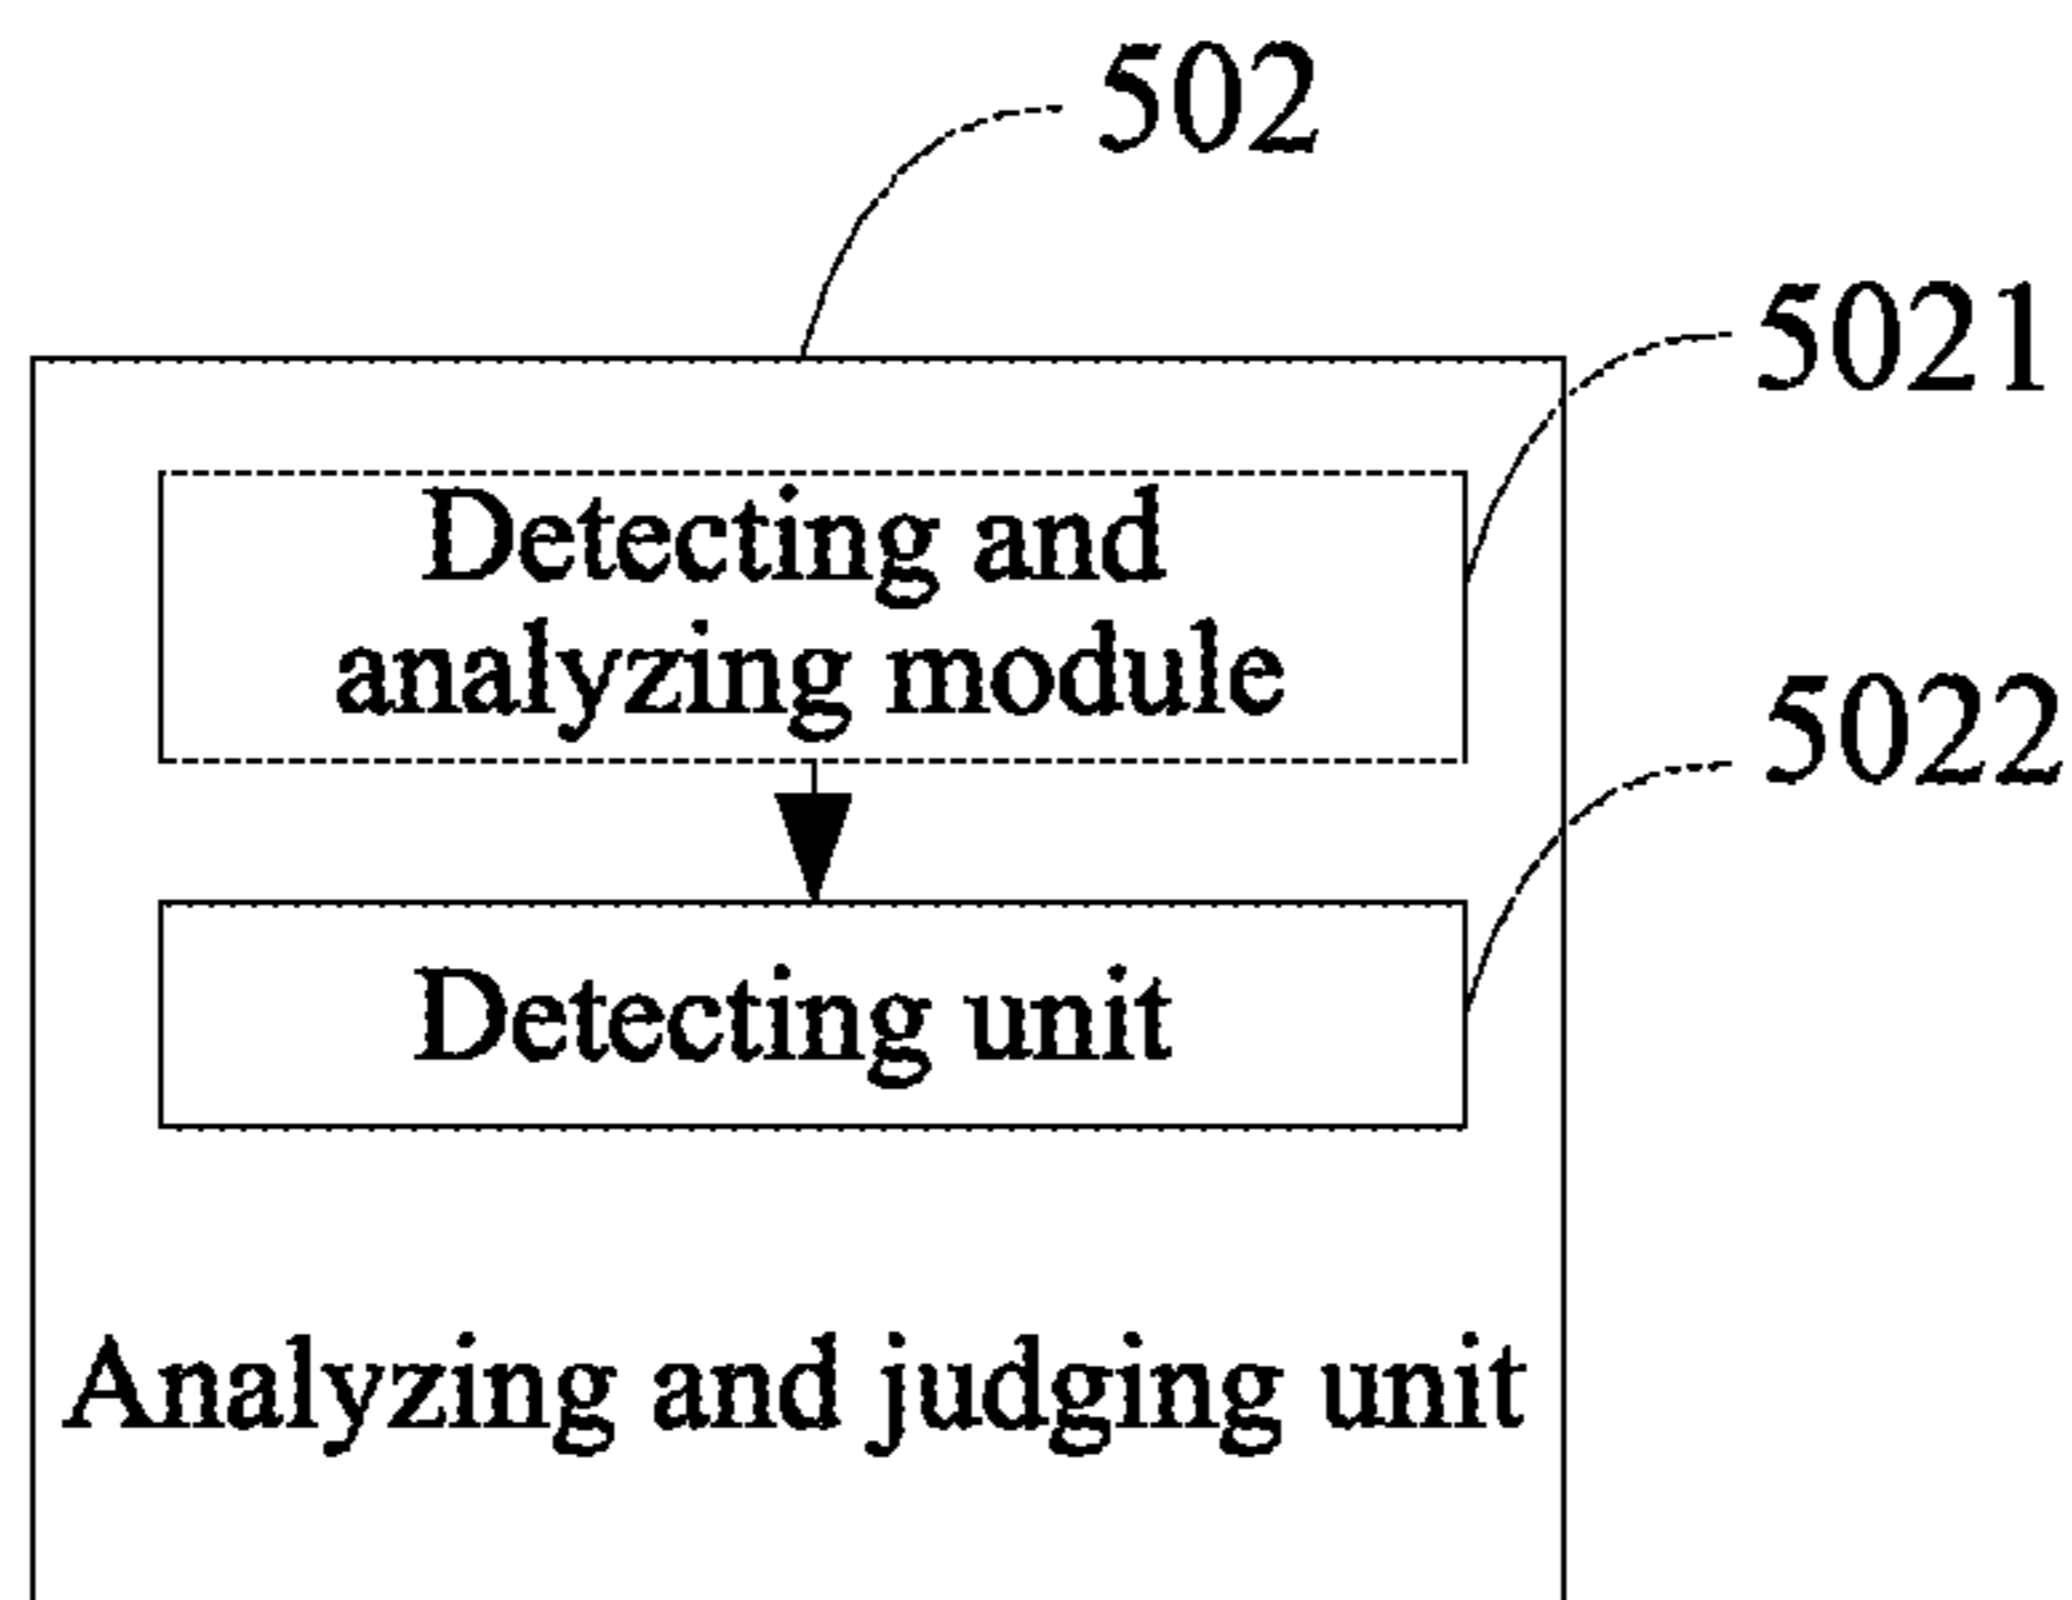 502
5021
Detecting and
analyzing module
5022
Detecting unit
Analyzing and judging unit